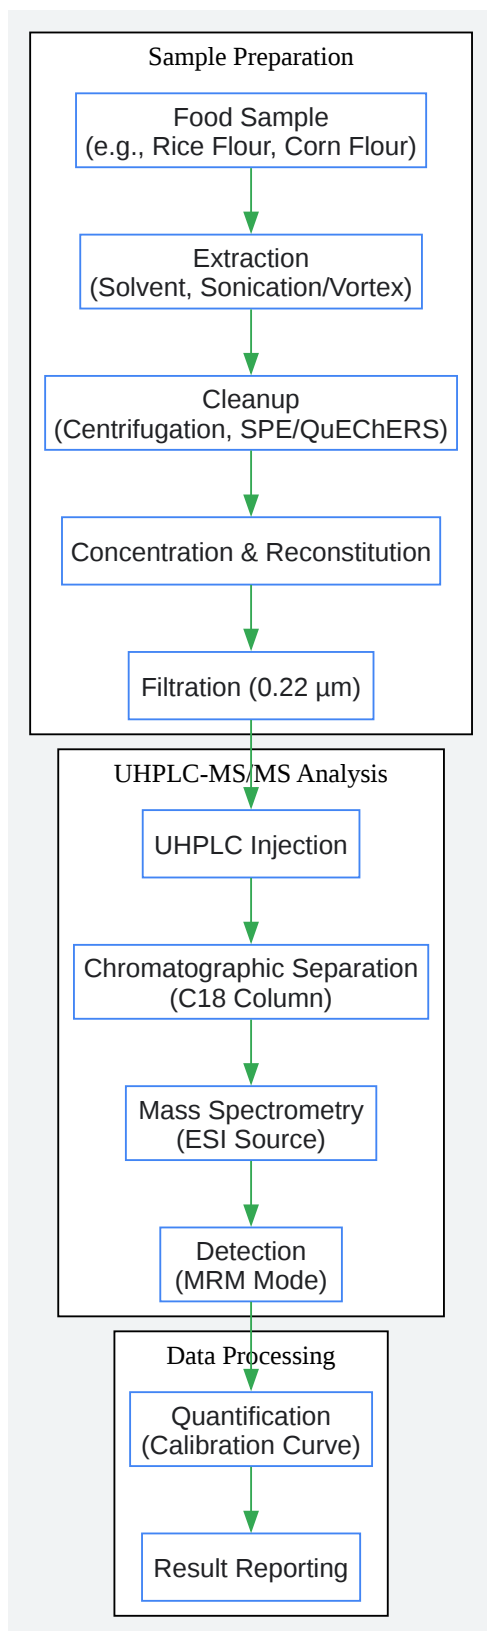 Sample Preparation
Food Sample
(e.g., Rice Flour, Corn Flour)
Extraction
(Solvent, Sonication/Vortex)
Cleanup
(Centrifugation, SPE/QuEChERS)
Concentration & Reconstitution
Filtration (0.22 µm)
UHPLC-MS/MS Analysis
UHPLC Injection
Chromatographic Separation
(C18 Column)
Mass Spectrometry
(ESI Source)
Detection
(MRM Mode)
Data Processing
Quantification
(Calibration Curve)
Result Reporting